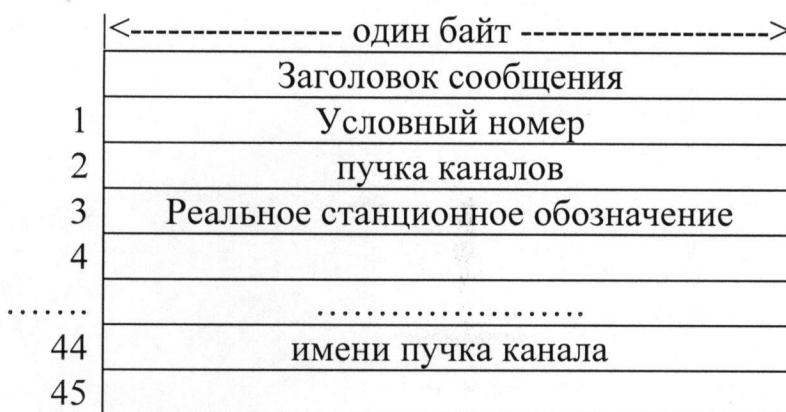 <----------------- один байт ------------------->
Заголовок сообщения
1 Условный номер
2 пучка каналов
3 Реальное станционное обозначение
4
....... ......................
44 имени пучка канала
45